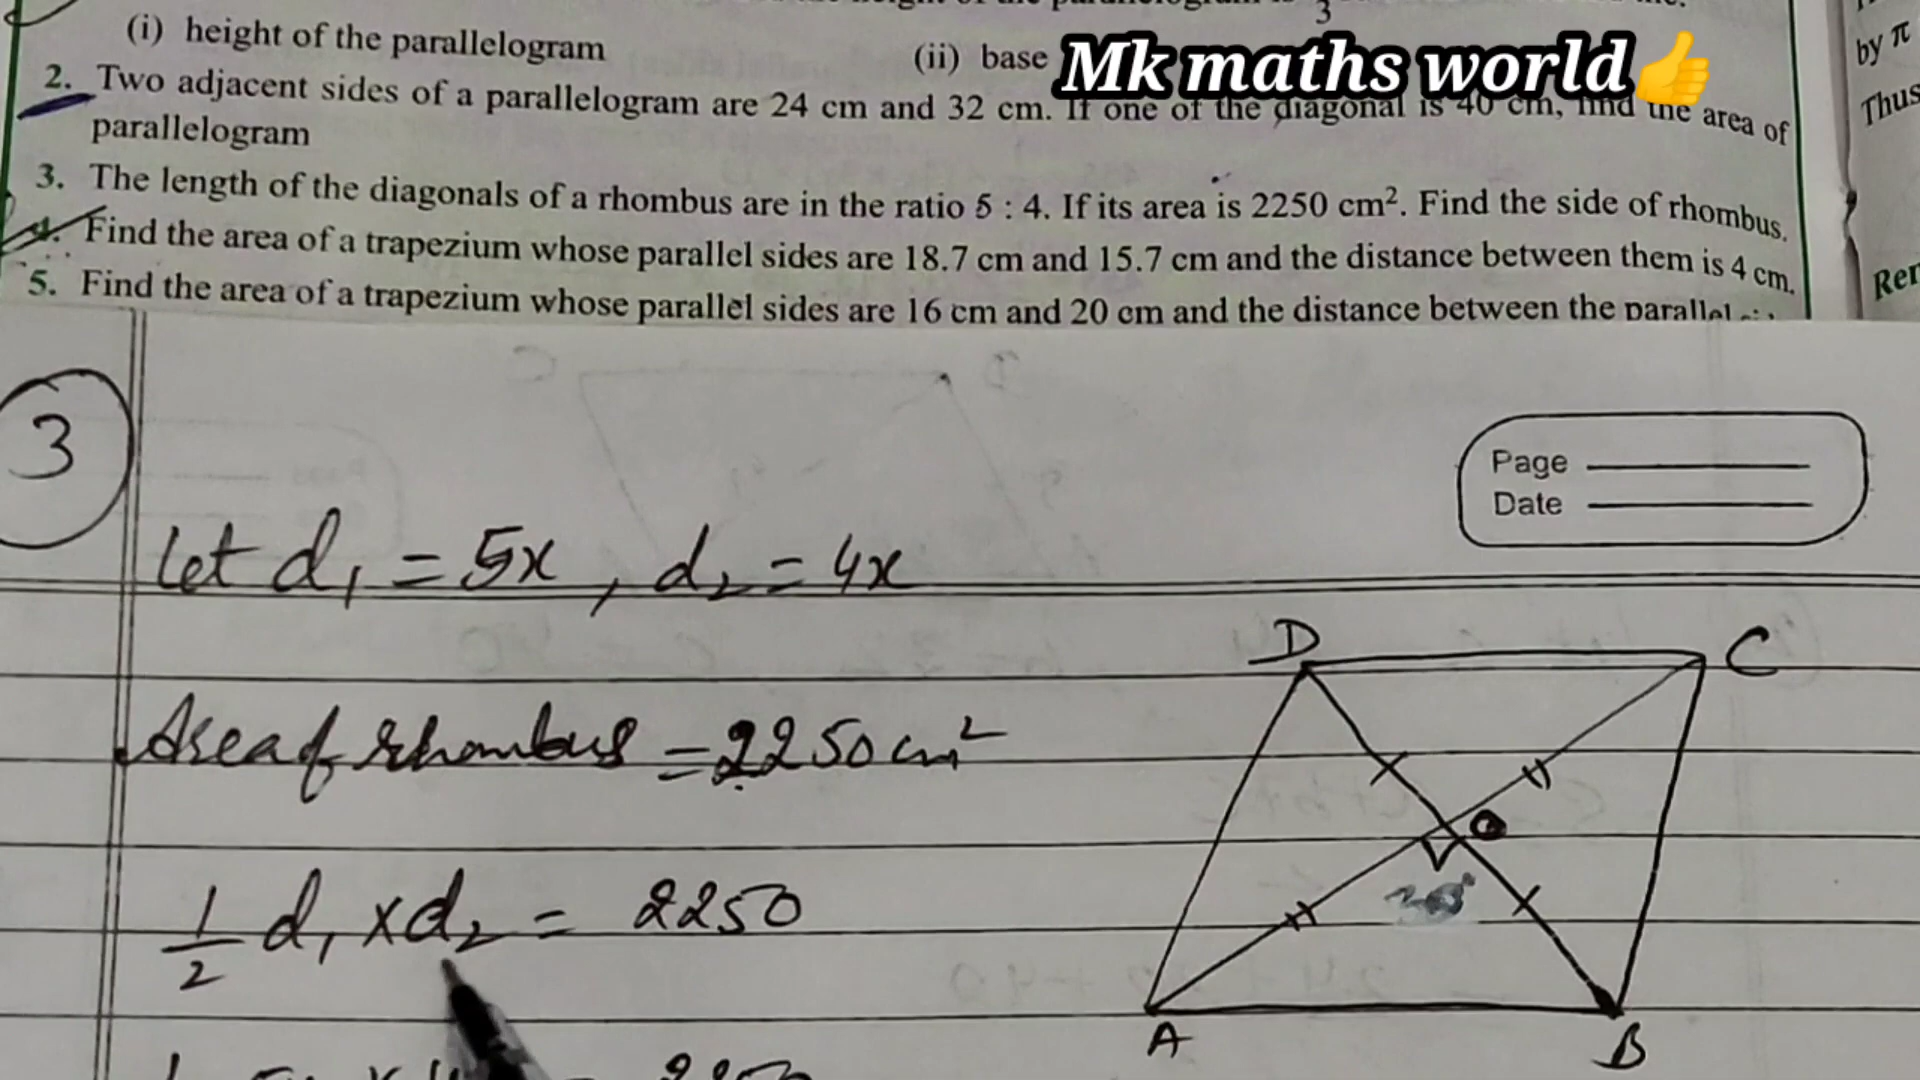 (i) height of the parallelogram (ii) base
Mk maths world👍
by π
2. Two adjacent sides of a parallelogram are 24 cm and 32 cm. If one of the diagonal is 40 cm, find the area of
parallelogram
Thus
3. The length of the diagonals of a rhombus are in the ratio 5 : 4. If its area is 2250 cm². Find the side of rhombus.
4. Find the area of a trapezium whose parallel sides are 18.7 cm and 15.7 cm and the distance between them is 4 cm.
5. Find the area of a trapezium whose parallel sides are 16 cm and 20 cm and the distance between the parallel
3
Page
Date
Let d₁ = 5x, d₂ = 4x
D C
Area of rhombus = 2250 cm²
O
1/2 d₁ × d₂ = 2250
A B